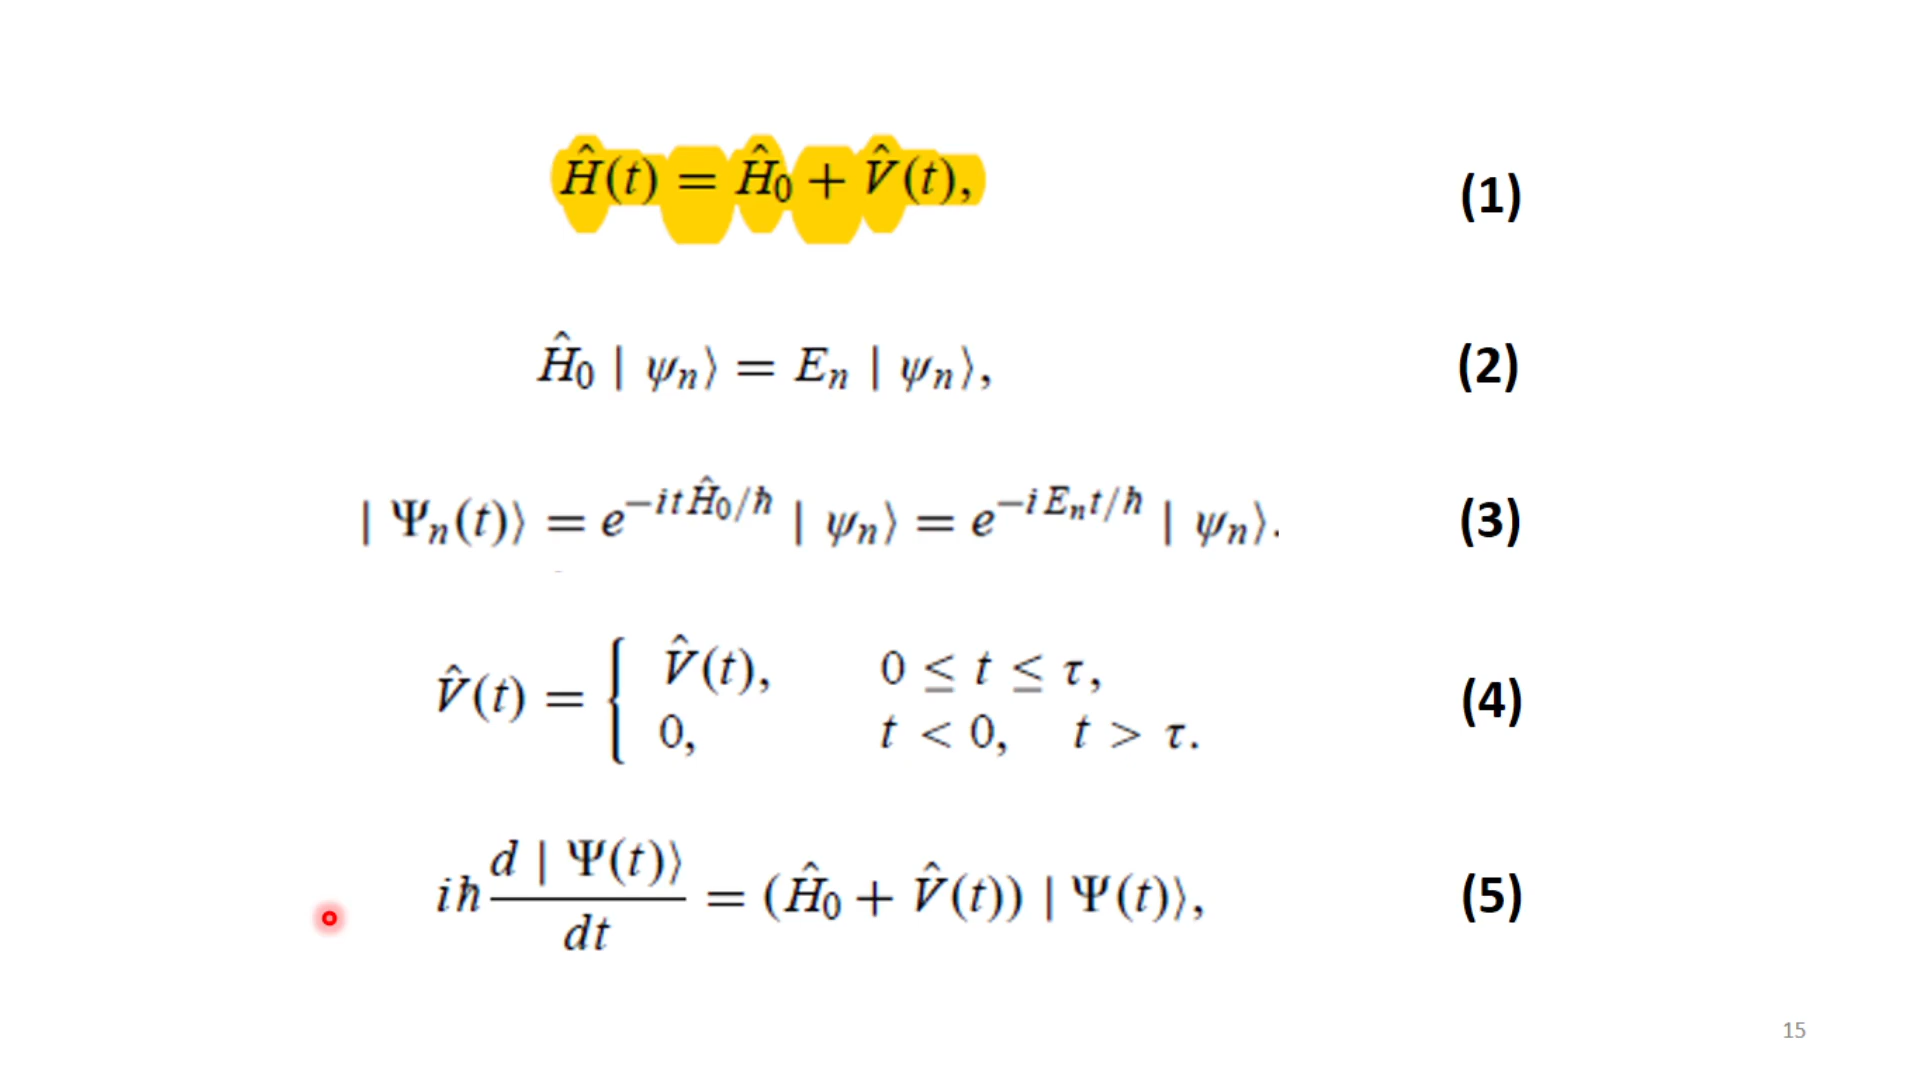 Ĥ(t) = Ĥ₀ + V̂(t), (1)
Ĥ₀ | ψₙ⟩ = Eₙ | ψₙ⟩, (2)
| Ψₙ(t)⟩ = e^{−itĤ₀/ħ} | ψₙ⟩ = e^{−iEₙt/ħ} | ψₙ⟩. (3)
V̂(t) = { V̂(t), 0 ≤ t ≤ τ,
0, t < 0, t > τ. (4)
iħ d | Ψ(t)⟩ / dt = (Ĥ₀ + V̂(t)) | Ψ(t)⟩, (5)
15